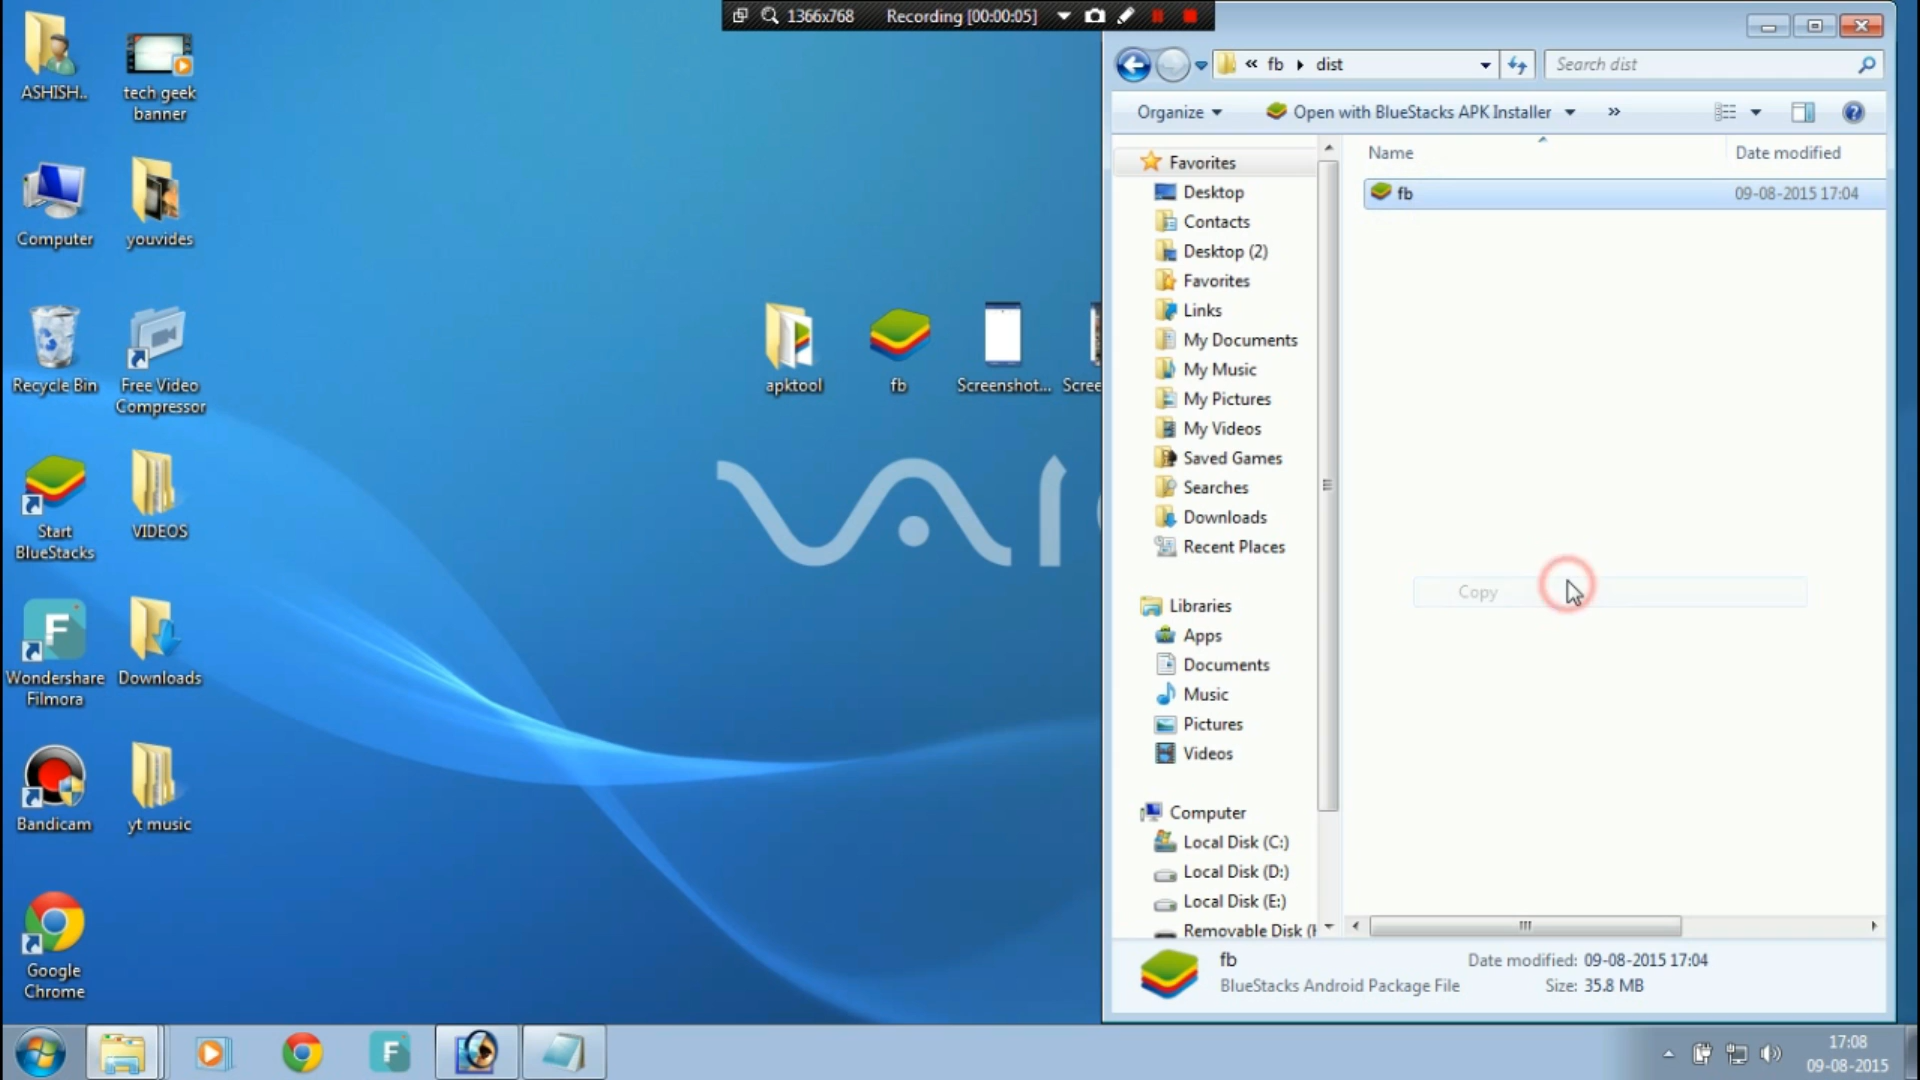 1366x768
Recording [00:00:05]
ASHISH..
tech geek
banner
Computer
youvides
Recycle Bin
Free Video
Compressor
Start
BlueStacks
VIDEOS
Wondershare
Filmora
Downloads
Bandicam
yt music
Google
Chrome
apktool
fb
Screenshot...
Scree
VAI
« fb
dist
Search dist
Organize
Open with BlueStacks APK Installer
»
Name
Date modified
fb
09-08-2015 17:04
Favorites
Desktop
Contacts
Desktop (2)
Favorites
Links
My Documents
My Music
My Pictures
My Videos
Saved Games
Searches
Downloads
Recent Places
Libraries
Apps
Documents
Music
Pictures
Videos
Computer
Local Disk (C:)
Local Disk (D:)
Local Disk (E:)
Removable Disk (
Copy
fb
Date modified: 09-08-2015 17:04
BlueStacks Android Package File
Size: 35.8 MB
17:08
09-08-2015